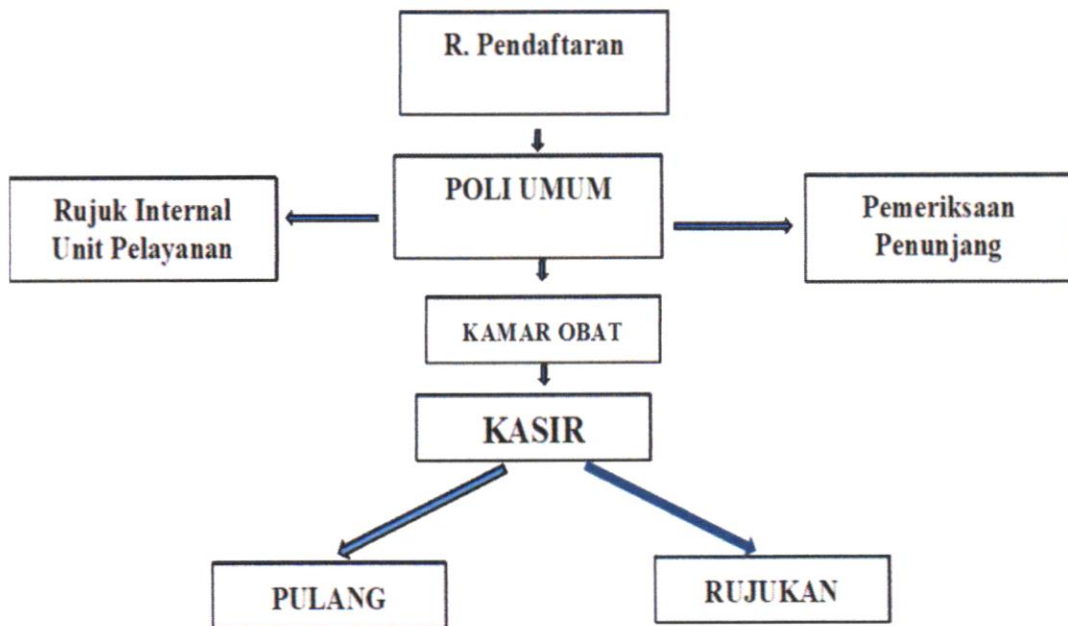 R. Pendaftaran
POLI UMUM
Rujuk Internal
Unit Pelayanan
Pemeriksaan
Penunjang
KAMAR OBAT
KASIR
PULANG
RUJUKAN